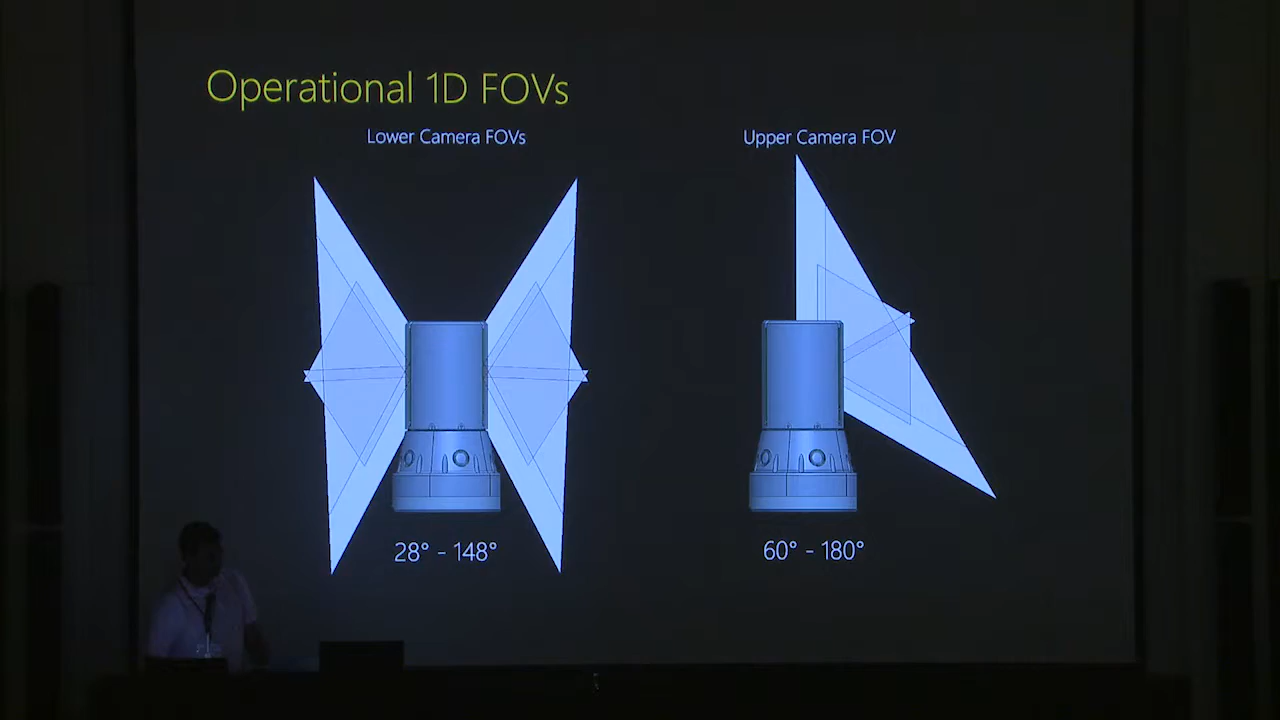 Operational 1D FOVs
Lower Camera FOVs
Upper Camera FOV
28° - 148°
60° - 180°